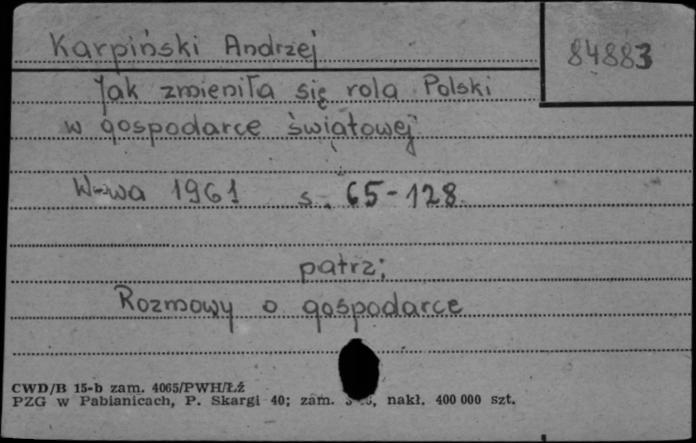 Karpiński Andrzej
84883
Jak zmieniła się rola Polski
w gospodarce światowej
W-wa 1961 s. 65-128
patrz:
Rozmowy o gospodarce
CWD/B 15-b zam. 4065/PWH/Łź
PZG w Pabianicach, P. Skargi 40; zam. nakł. 400 000 szt.